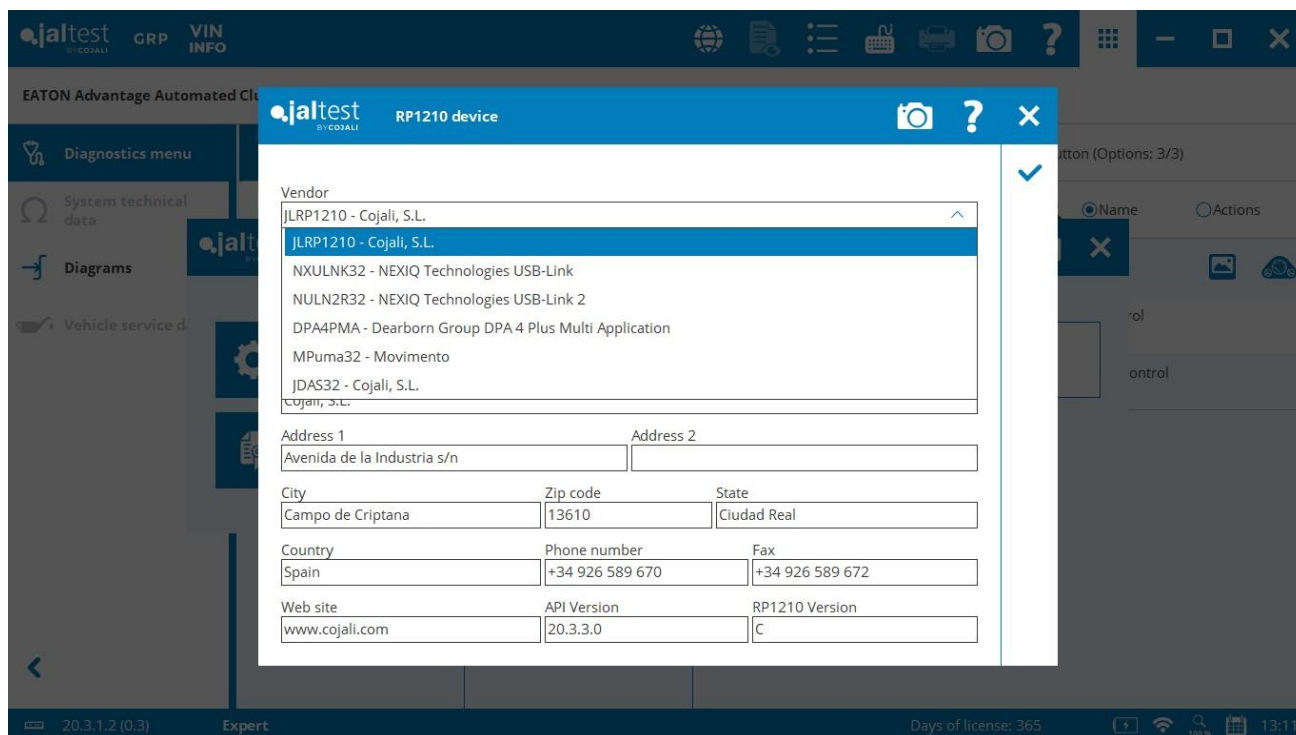 jaltest
BY COJALI
GRP
VIN
INFO
?
EATON Advantage Automated Clu
Diagnostics menu
System technical
data
Diagrams
Vehicle service d
jalt
jaltest
BYCOJALI
RP1210 device
?
Vendor
JLRP1210 - Cojali, S.L.
JLRP1210 - Cojali, S.L.
NXULNK32 - NEXIQ Technologies USB-Link
NULN2R32 - NEXIQ Technologies USB-Link 2
DPA4PMA - Dearborn Group DPA 4 Plus Multi Application
MPuma32 - Movimento
JDAS32 - Cojali, S.L.
Cojali, S.L.
Address 1
Address 2
Avenida de la Industria s/n
City
Zip code
State
Campo de Criptana
13610
Ciudad Real
Country
Phone number
Fax
Spain
+34 926 589 670
+34 926 589 672
Web site
API Version
RP1210 Version
www.cojali.com
20.3.3.0
C
utton (Options: 3/3)
Name
Actions
rol
ontrol
20.3.1.2 (0.3)
Expert
Days of license: 365
100 %
13:11